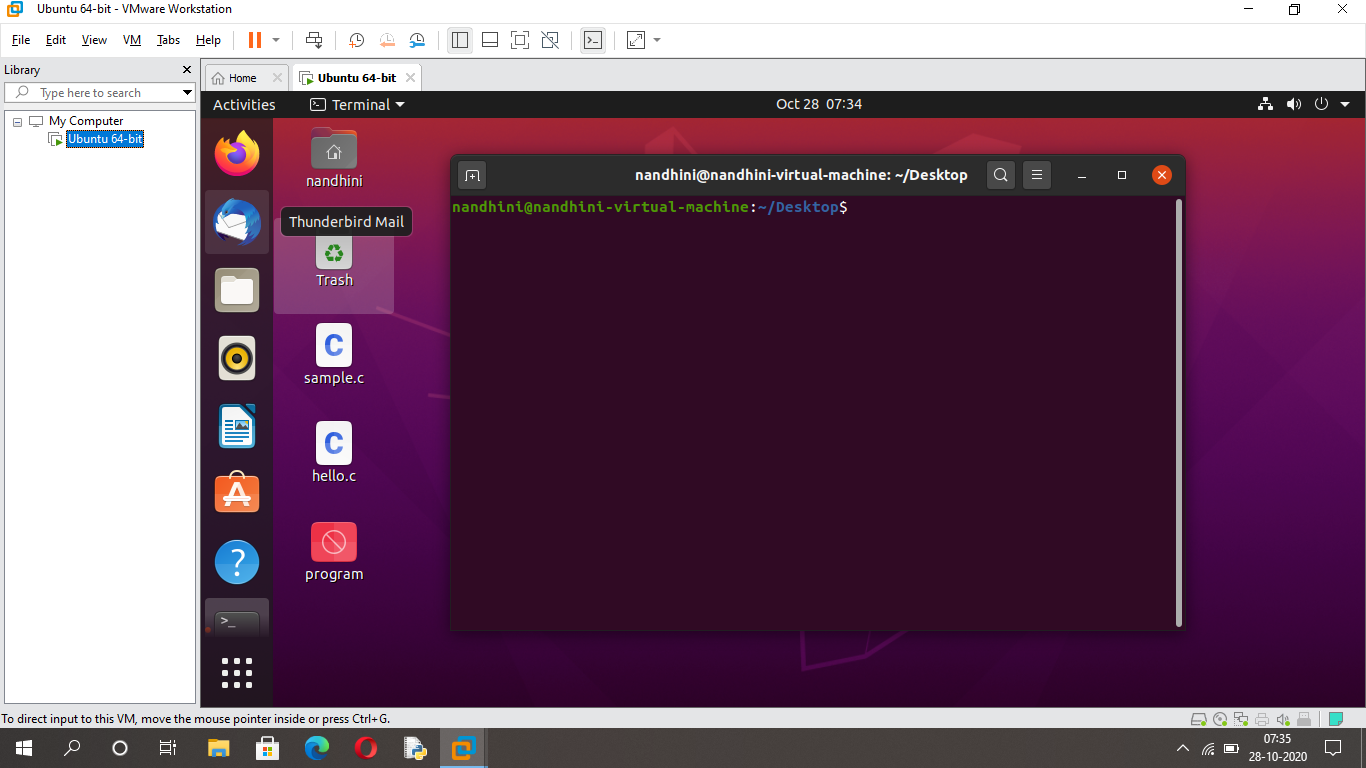 Ubuntu 64-bit - VMware Workstation
File Edit View VM Tabs Help
Library
Type here to search
My Computer
Ubuntu 64-bit
Home
Ubuntu 64-bit
Activities
Terminal
Oct 28 07:34
nandhini
Thunderbird Mail
Trash
sample.c
hello.c
program
nandhini@nandhini-virtual-machine: ~/Desktop
nandhini@nandhini-virtual-machine:~/Desktop$
To direct input to this VM, move the mouse pointer inside or press Ctrl+G.
07:35
28-10-2020